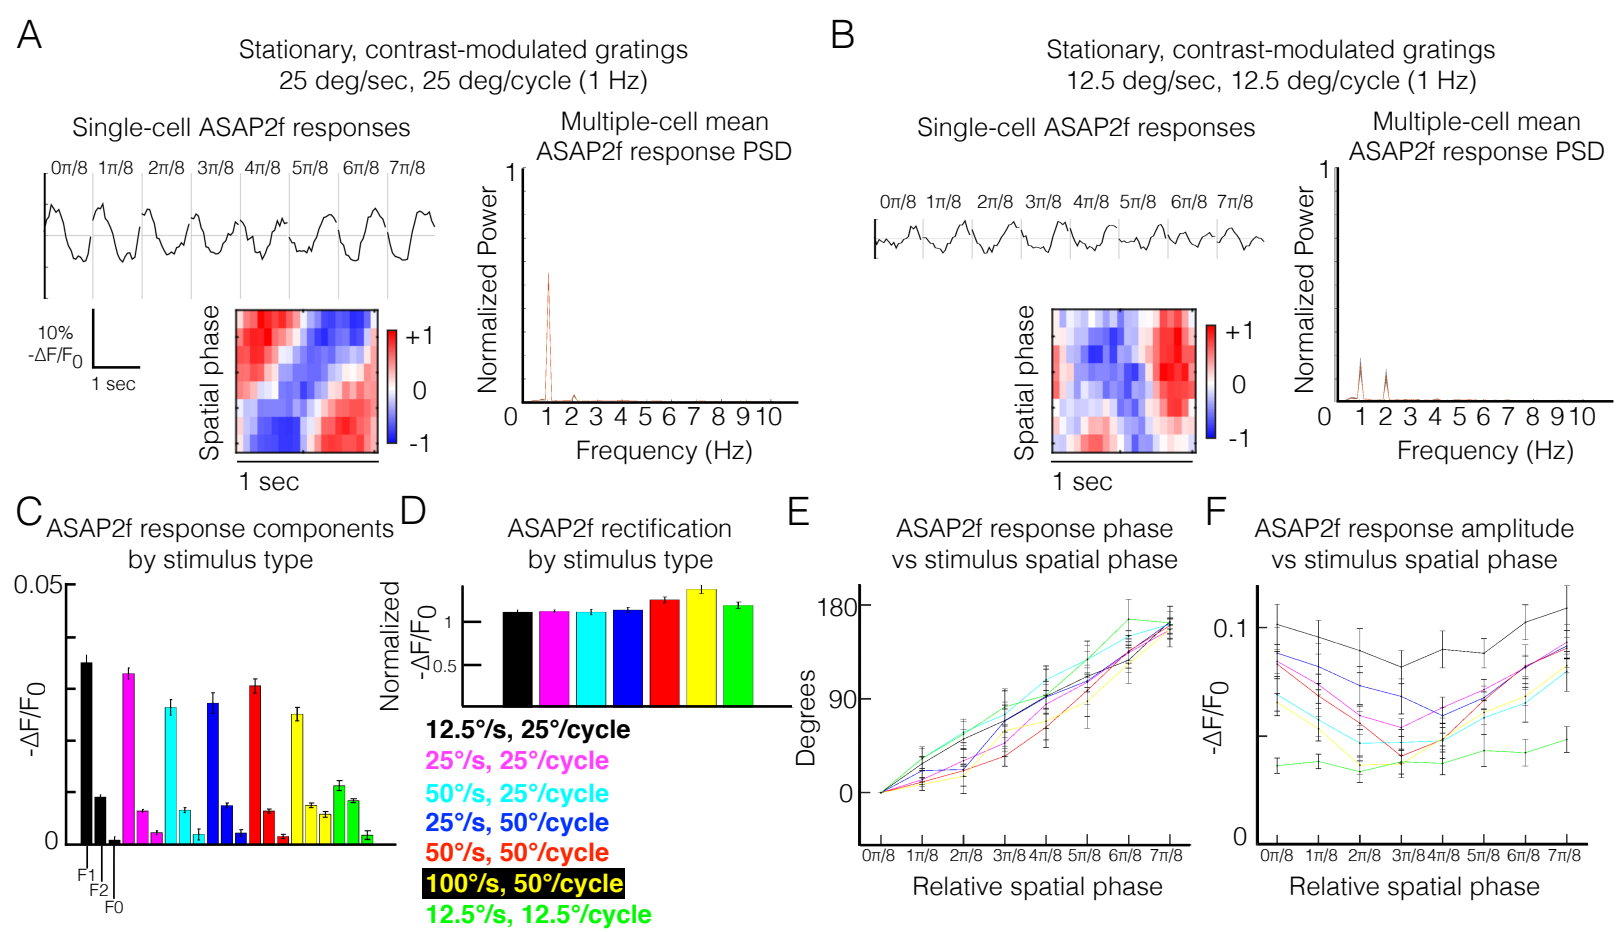 A
Stationary, contrast-modulated gratings
25 deg/sec, 25 deg/cycle (1 Hz)
Single-cell ASAP2f responses
0π/8 1π/8 2π/8 3π/8 4π/8 5π/8 6π/8 7π/8
10%
-ΔF/F0
1 sec
Spatial phase
+1
0
-1
1 sec
Multiple-cell mean
ASAP2f response PSD
1
Normalized Power
0 1 2 3 4 5 6 7 8 9 10
Frequency (Hz)
B
Stationary, contrast-modulated gratings
12.5 deg/sec, 12.5 deg/cycle (1 Hz)
Single-cell ASAP2f responses
0π/8 1π/8 2π/8 3π/8 4π/8 5π/8 6π/8 7π/8
Spatial phase
+1
0
-1
1 sec
Multiple-cell mean
ASAP2f response PSD
1
Normalized Power
0 1 2 3 4 5 6 7 8 9 10
Frequency (Hz)
C
ASAP2f response components
by stimulus type
0.05
-ΔF/F0
0
F1
F2
F0
D
ASAP2f rectification
by stimulus type
Normalized
-ΔF/F0
1
0.5
12.5°/s, 25°/cycle
25°/s, 25°/cycle
50°/s, 25°/cycle
25°/s, 50°/cycle
50°/s, 50°/cycle
100°/s, 50°/cycle
12.5°/s, 12.5°/cycle
E
ASAP2f response phase
vs stimulus spatial phase
180
90
0
Degrees
0π/8 1π/8 2π/8 3π/8 4π/8 5π/8 6π/8 7π/8
Relative spatial phase
F
ASAP2f response amplitude
vs stimulus spatial phase
0.1
-ΔF/F0
0
0π/8 1π/8 2π/8 3π/8 4π/8 5π/8 6π/8 7π/8
Relative spatial phase